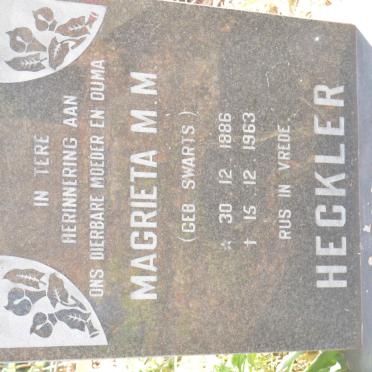 IN TERE
HERINNERING AAN
ONS DIERBARE MOEDER EN OUMA
MAGRIETA M.M
(GEB SWARTS)
☆ 30.12.1886
† 15.12.1963
RUS IN VREDE.
HECKLER